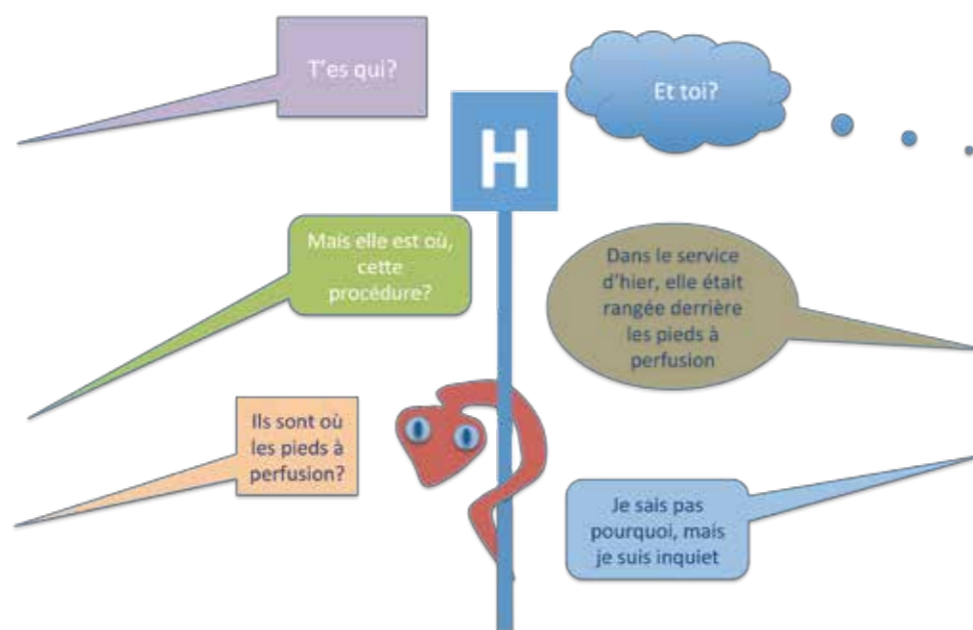 T'es qui?
Et toi?
H
Mais elle est où,
cette
procédure?
Dans le service
d'hier, elle était
rangée derrière
les pieds à
perfusion
Ils sont où
les pieds à
perfusion?
Je sais pas
pourquoi, mais
je suis inquiet